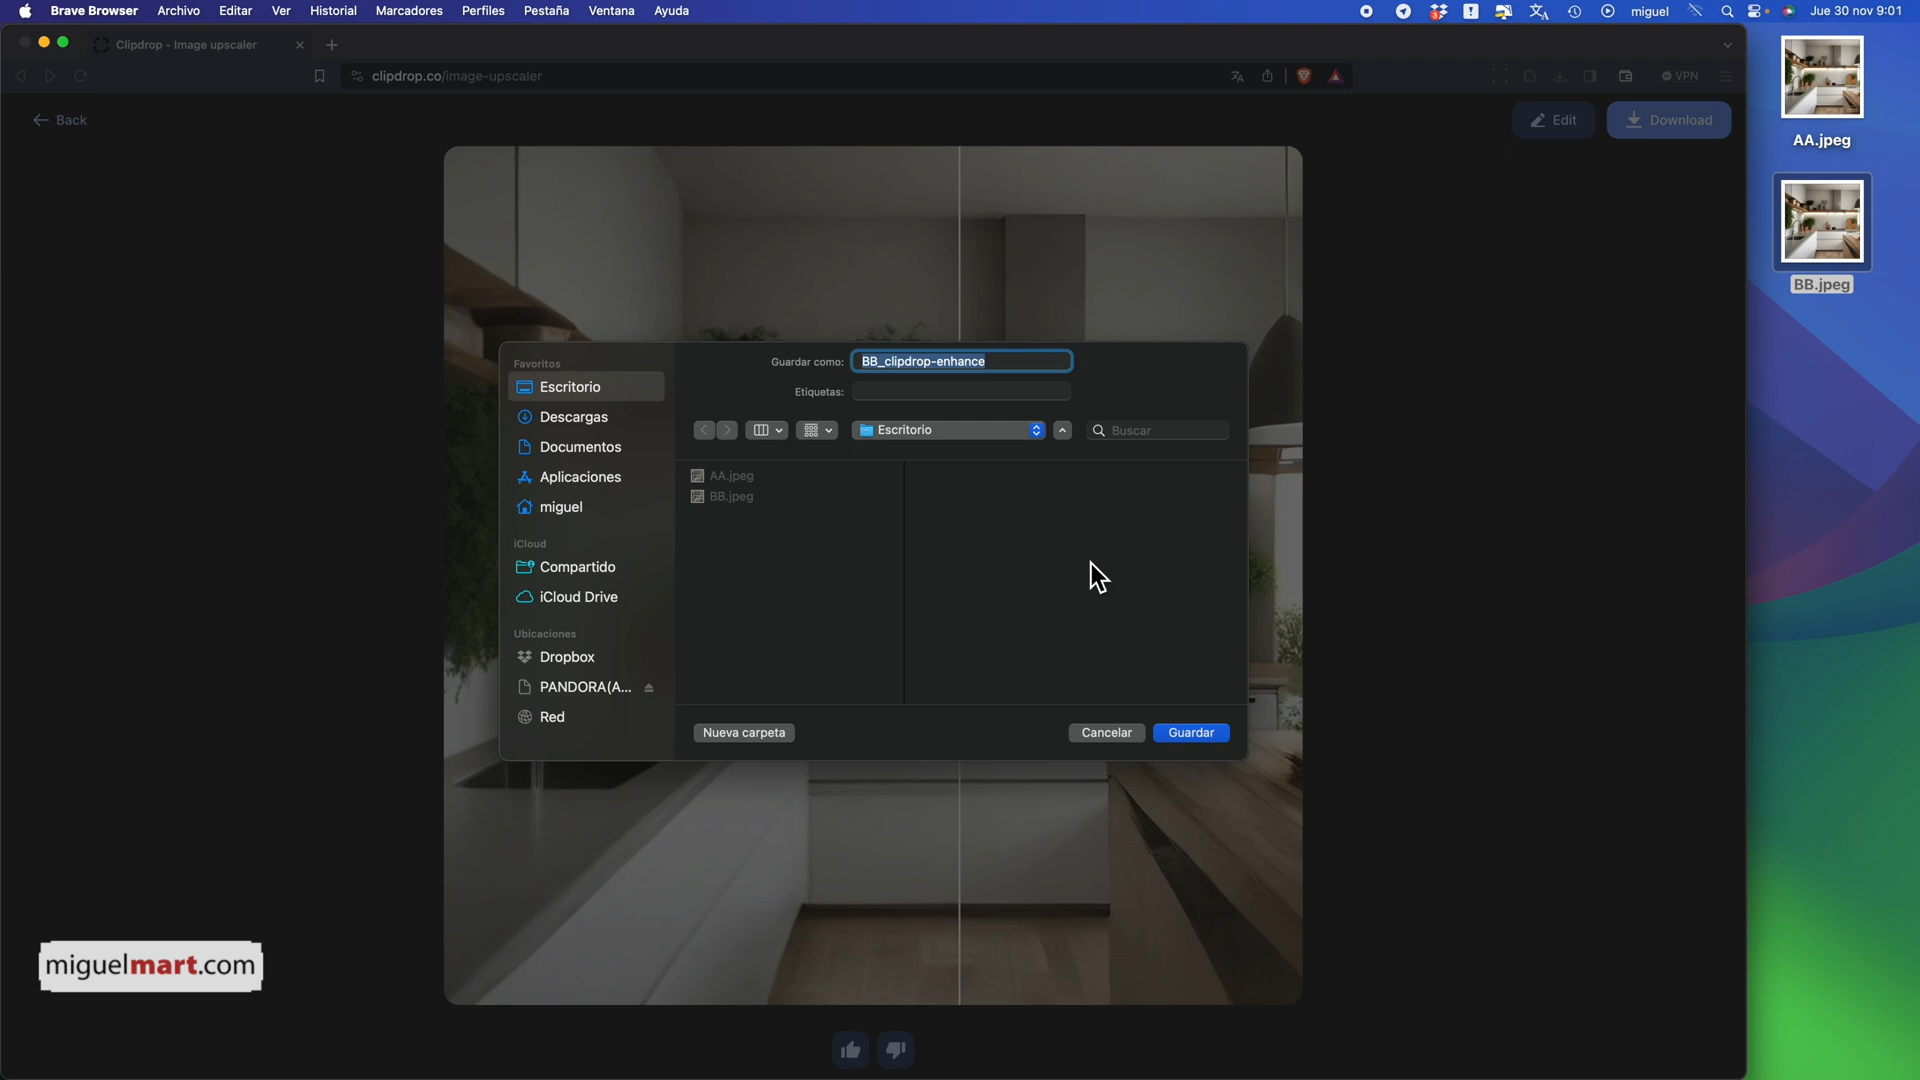 Brave Browser Archivo Editar Ver Historial Marcadores Perfiles Pestaña Ventana Ayuda
3 miguel Jue 30 nov 9:01
Clipdrop - Image upscaler
clipdrop.co/image-upscaler
VPN
Back
Edit
Download
AA.jpeg
BB.jpeg
Favoritos
Escritorio
Descargas
Documentos
Aplicaciones
miguel
iCloud
Compartido
iCloud Drive
Ubicaciones
Dropbox
PANDORA(A...
Red
Guardar como: BB_clipdrop-enhance
Etiquetas:
Escritorio
Buscar
AA.jpeg
BB.jpeg
Nueva carpeta
Cancelar
Guardar
miguelmart.com